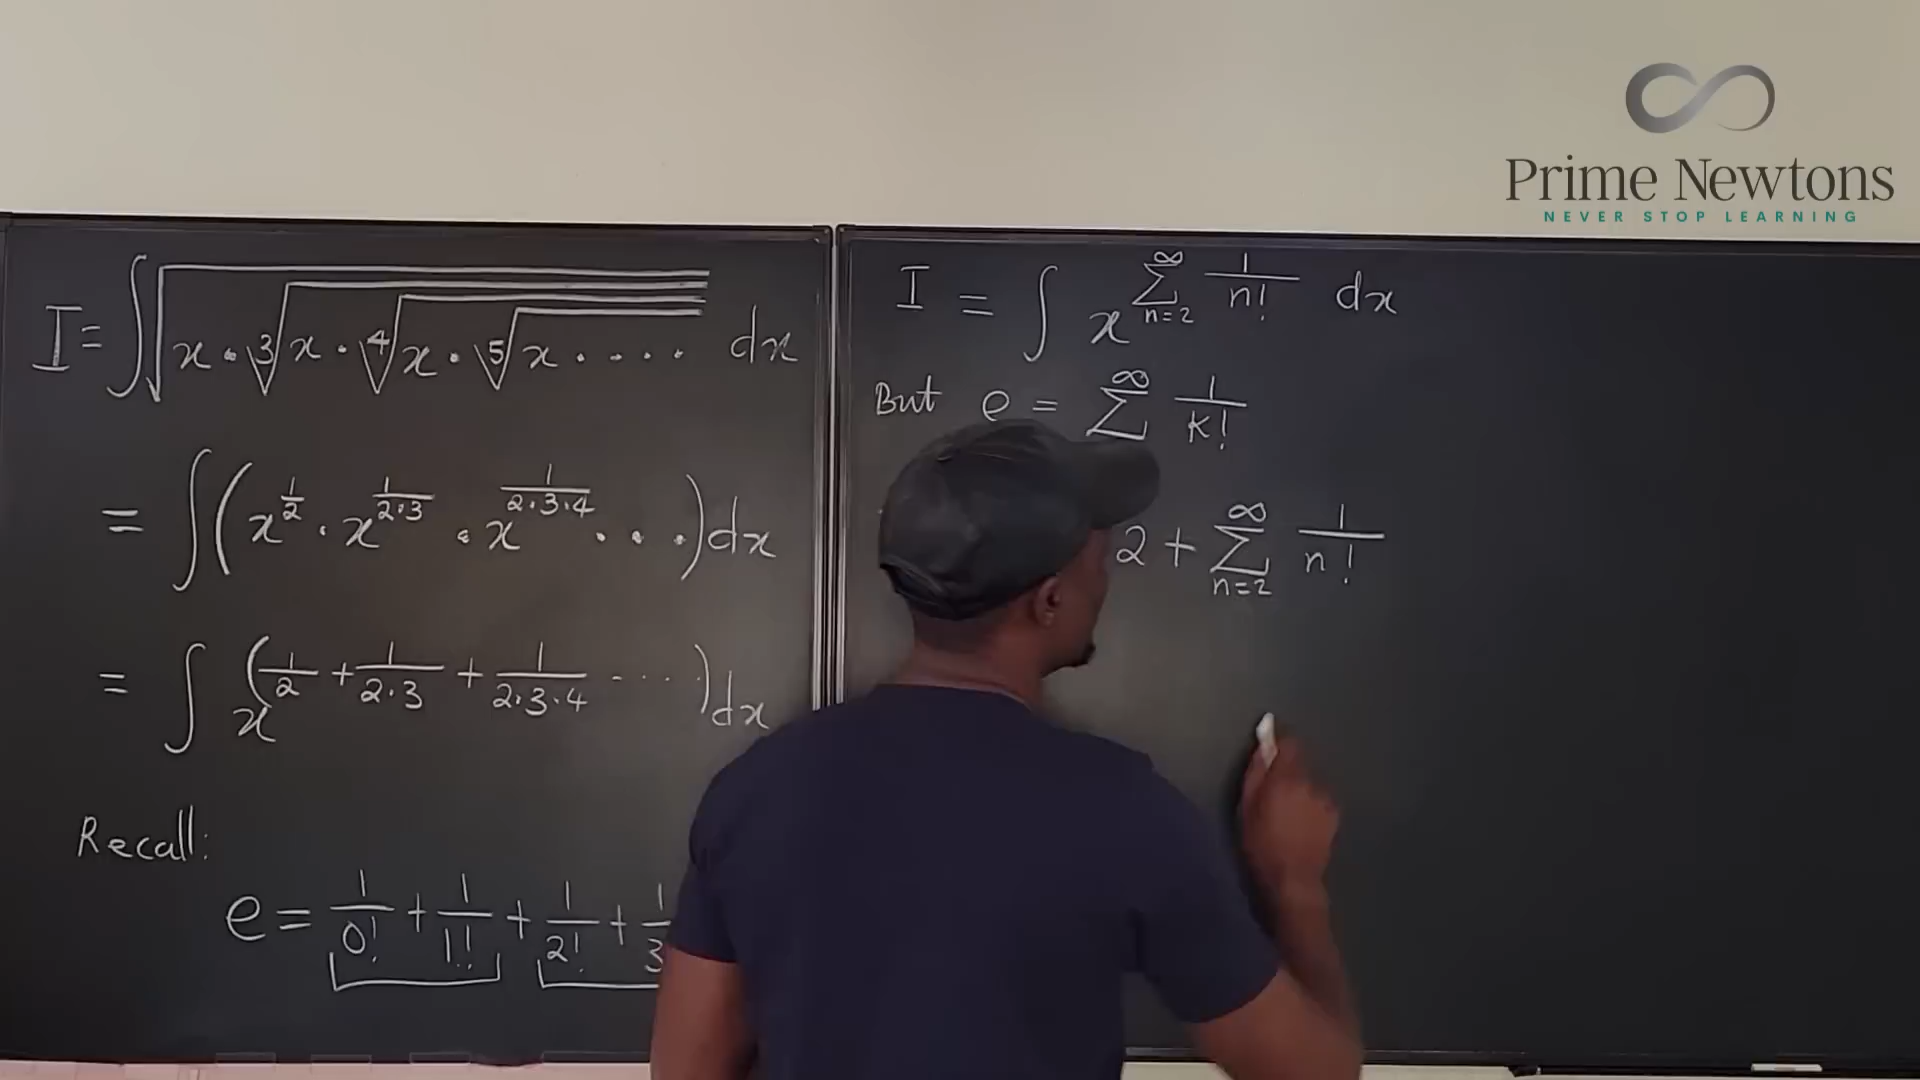 Prime Newtons
NEVER STOP LEARNING
I = ∫ √(x · ∛(x · ∜(x · ⁵√(x · · · ·)))) dx
= ∫ (x^(1/2) · x^(1/(2·3)) · x^(1/(2·3·4)) · · ·) dx
= ∫ x^(1/2 + 1/(2·3) + 1/(2·3·4) · · · ·) dx
Recall:
e = 1/0! + 1/1! + 1/2! + 1/3
I = ∫ x^(∑_{n=2}^{∞} 1/n!) dx
But e = ∑^{∞} 1/k!
2 + ∑_{n=2}^{∞} 1/n!